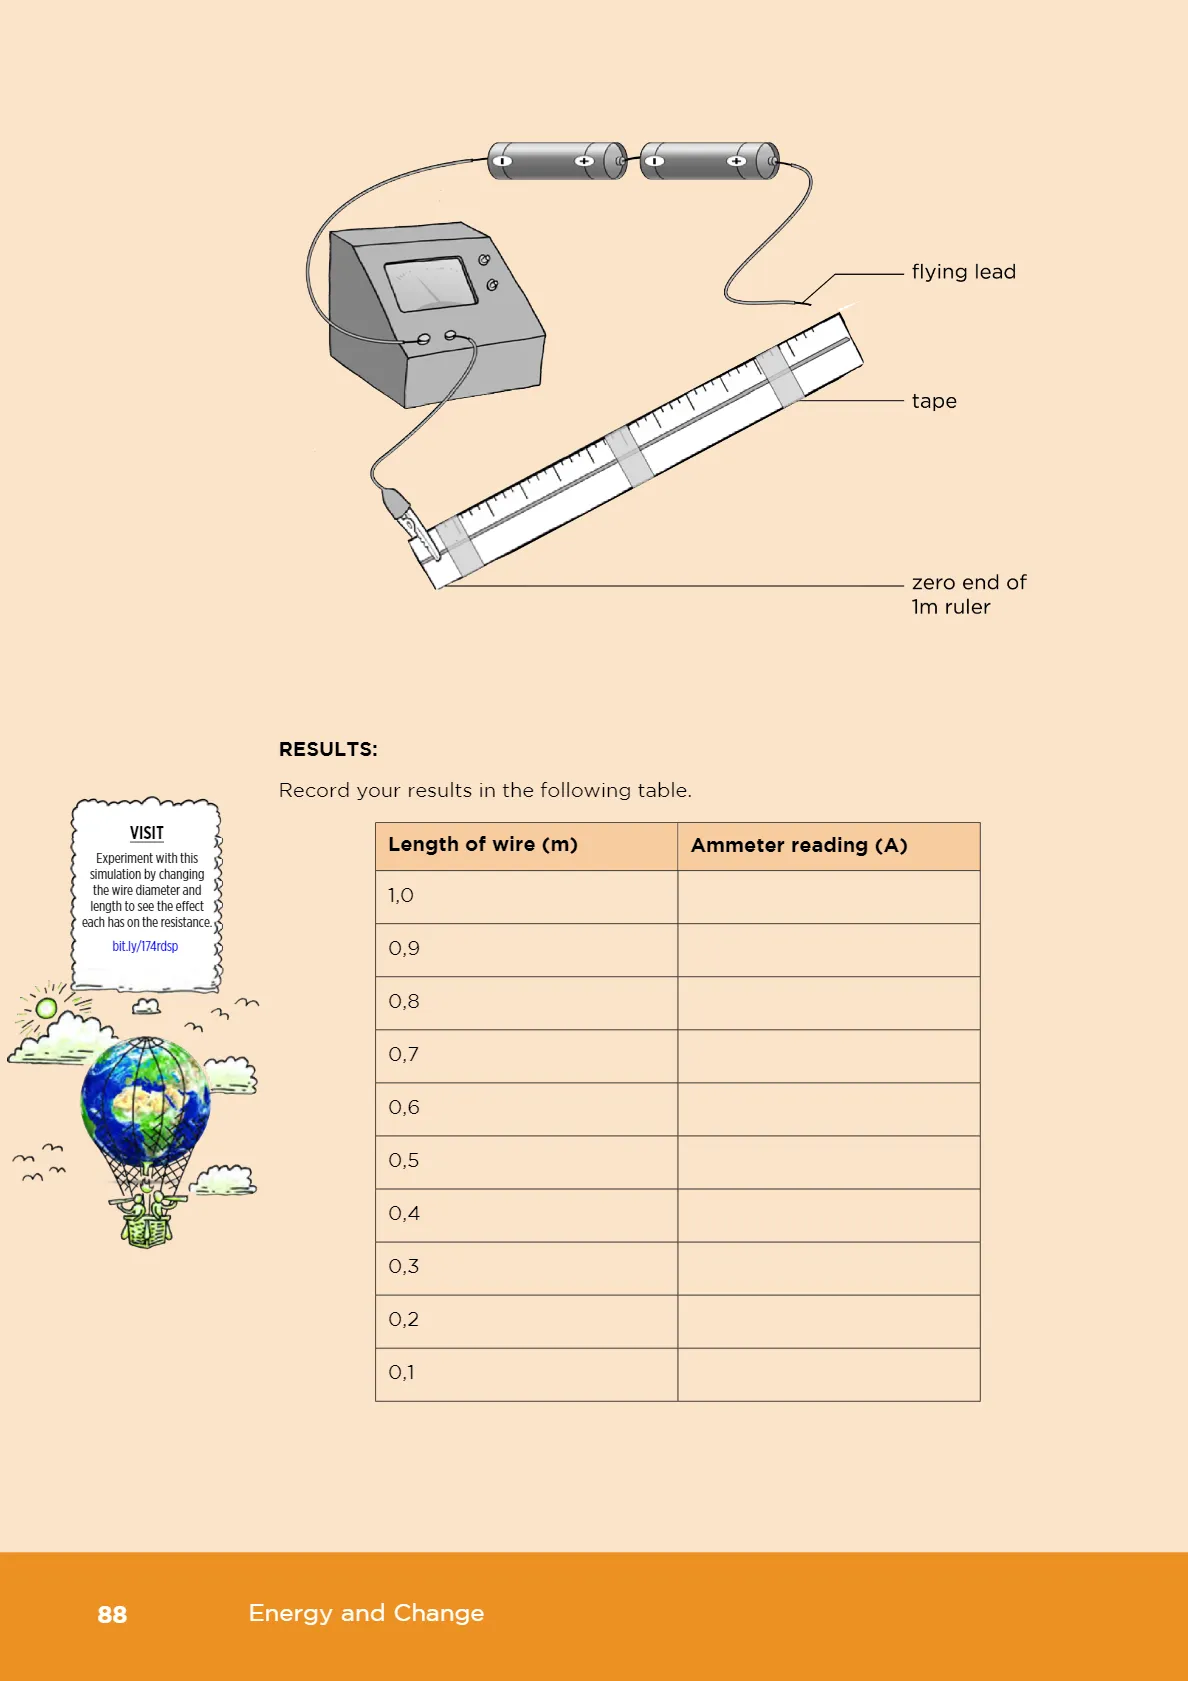 flying lead
tape
zero end of
1m ruler
RESULTS:
Record your results in the following table.
VISIT
Experiment with this
simulation by changing
the wire diameter and
length to see the effect
each has on the resistance.
bit.ly/174rdsp
Length of wire (m) Ammeter reading (A)
1,0
0,9
0,8
0,7
0,6
0,5
0,4
0,3
0,2
0,1
88 Energy and Change